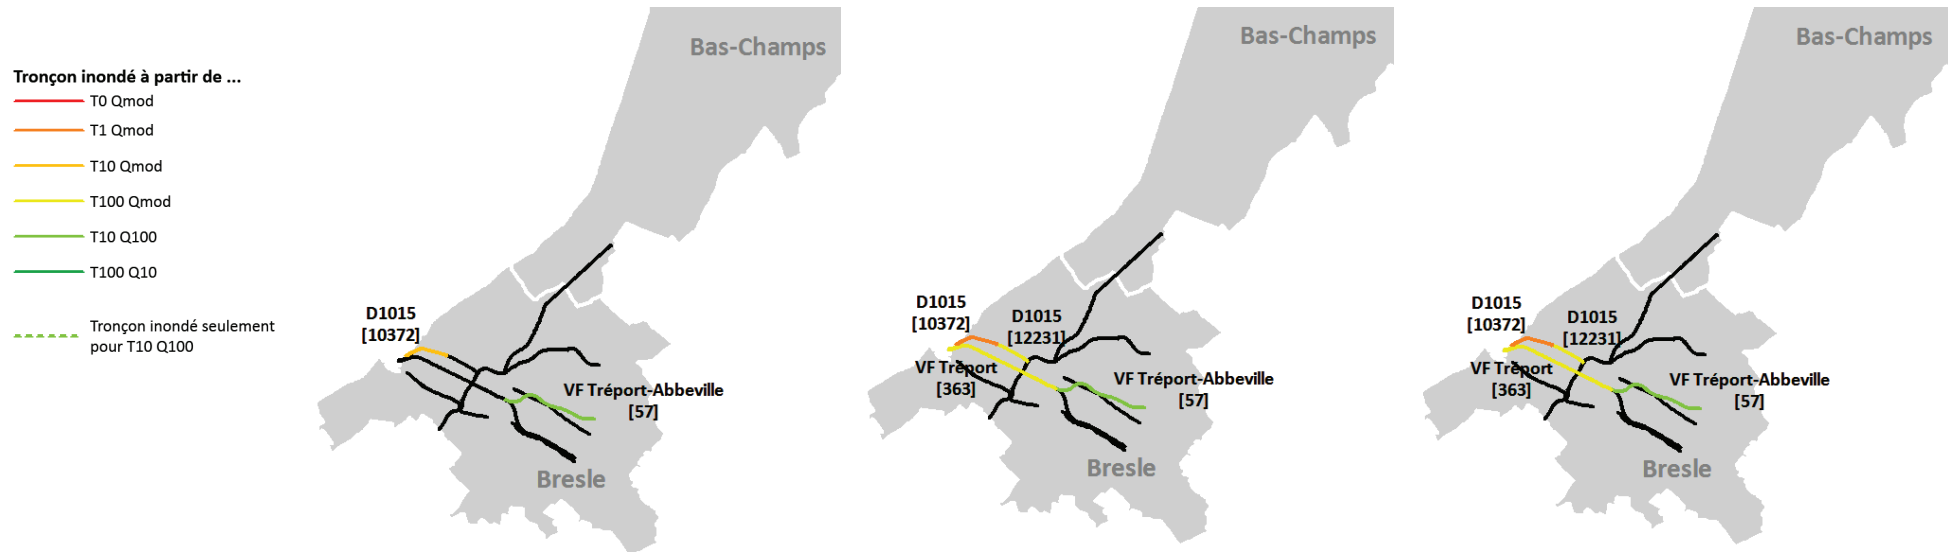 Tronçon inondé à partir de ...
T0 Qmod
T1 Qmod
T10 Qmod
T100 Qmod
T10 Q100
T100 Q10
Tronçon inondé seulement
pour T10 Q100
Bas-Champs
D1015
[10372]
VF Tréport-Abbeville
[57]
Bresle
Bas-Champs
D1015
[10372]
D1015
[12231]
VF Tréport
[363]
VF Tréport-Abbeville
[57]
Bresle
Bas-Champs
D1015
[10372]
D1015
[12231]
VF Tréport
[363]
VF Tréport-Abbeville
[57]
Bresle